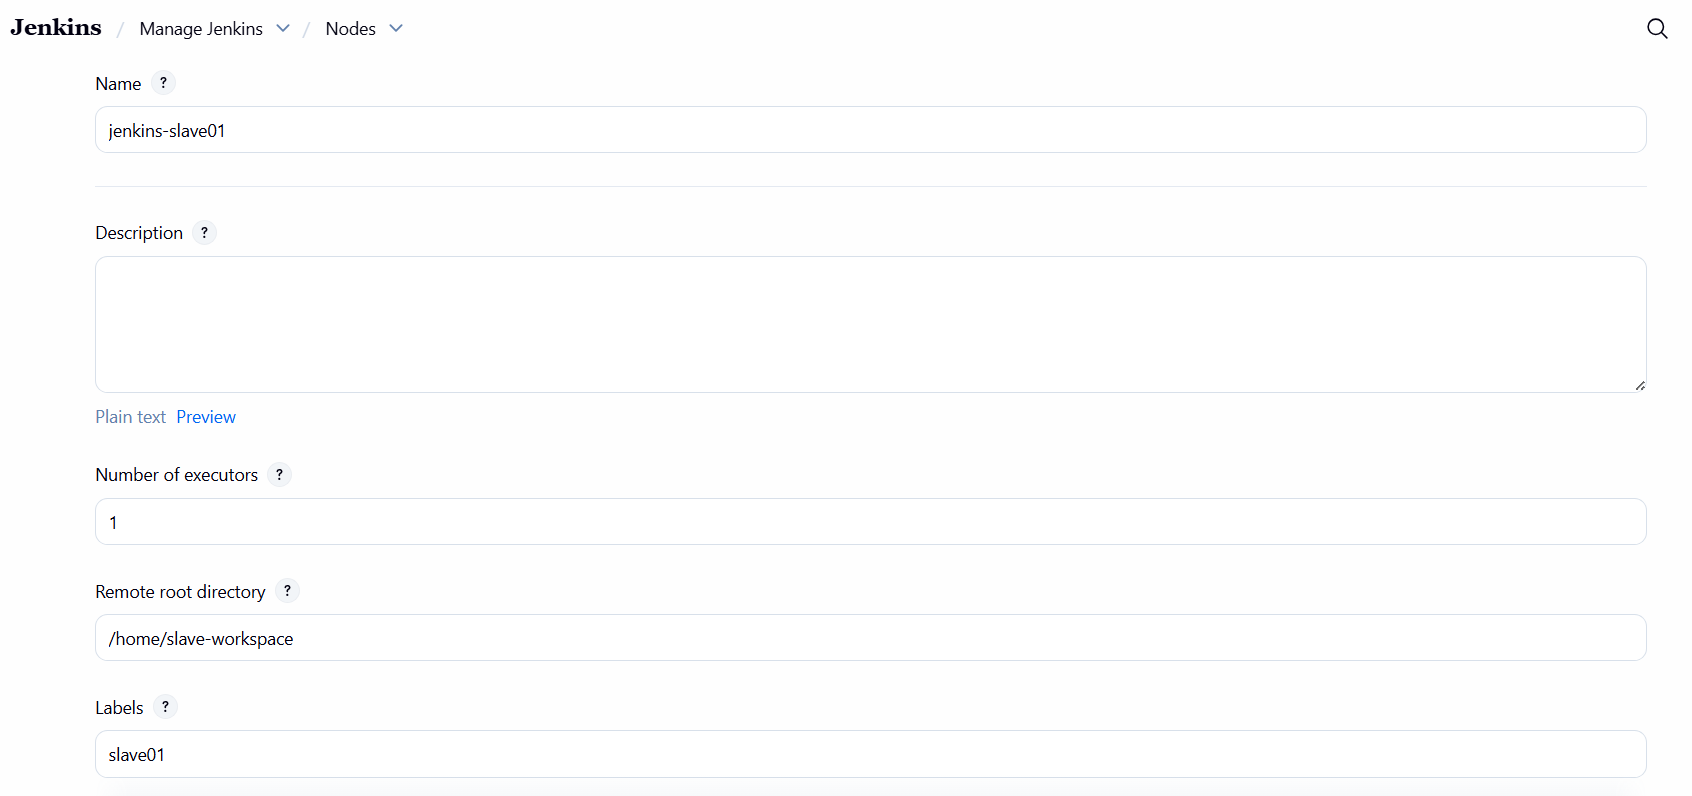 Jenkins / Manage Jenkins / Nodes
Name ?
jenkins-slave01
Description ?
Plain text Preview
Number of executors ?
1
Remote root directory ?
/home/slave-workspace
Labels ?
slave01